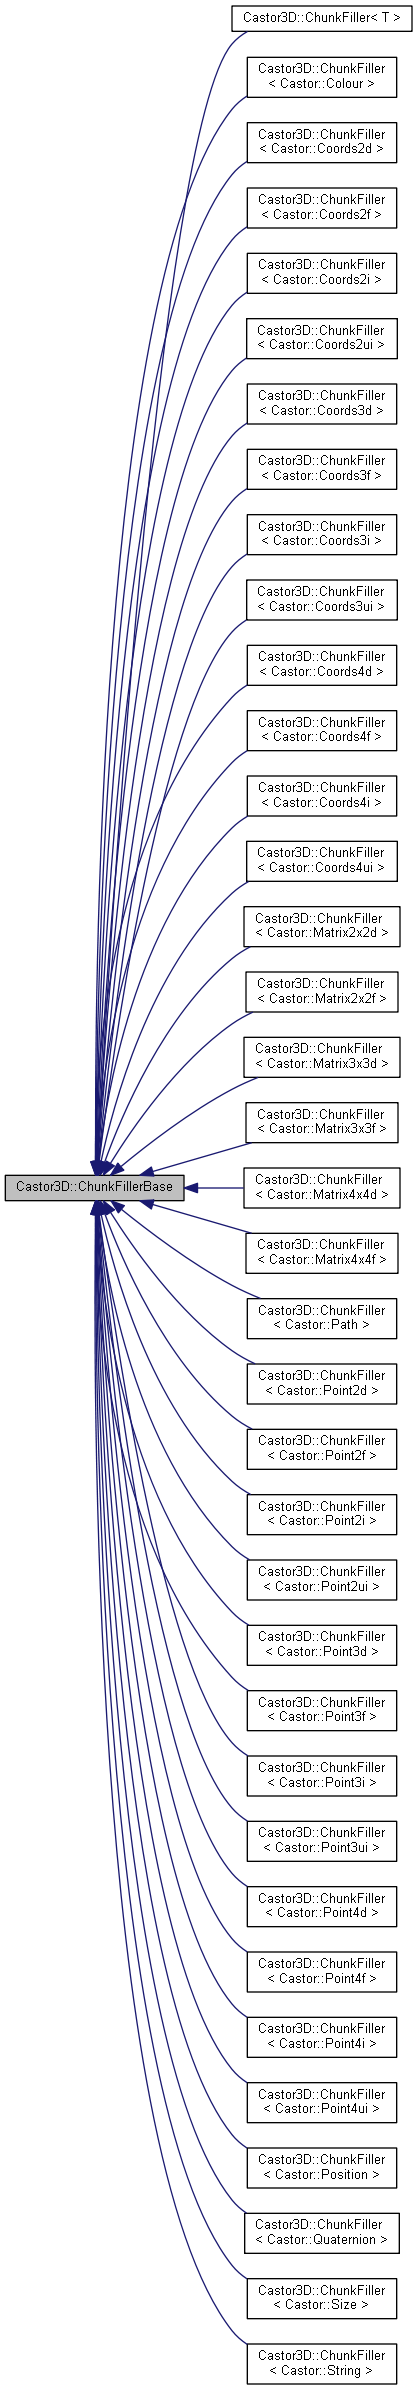 Castor3D::ChunkFiller< T >
Castor3D::ChunkFiller
< Castor::Colour >
Castor3D::ChunkFiller
< Castor::Coords2d >
Castor3D::ChunkFiller
< Castor::Coords2f >
Castor3D::ChunkFiller
< Castor::Coords2i >
Castor3D::ChunkFiller
< Castor::Coords2ui >
Castor3D::ChunkFiller
< Castor::Coords3d >
Castor3D::ChunkFiller
< Castor::Coords3f >
Castor3D::ChunkFiller
< Castor::Coords3i >
Castor3D::ChunkFiller
< Castor::Coords3ui >
Castor3D::ChunkFiller
< Castor::Coords4d >
Castor3D::ChunkFiller
< Castor::Coords4f >
Castor3D::ChunkFiller
< Castor::Coords4i >
Castor3D::ChunkFiller
< Castor::Coords4ui >
Castor3D::ChunkFiller
< Castor::Matrix2x2d >
Castor3D::ChunkFiller
< Castor::Matrix2x2f >
Castor3D::ChunkFiller
< Castor::Matrix3x3d >
Castor3D::ChunkFiller
< Castor::Matrix3x3f >
Castor3D::ChunkFillerBase
Castor3D::ChunkFiller
< Castor::Matrix4x4d >
Castor3D::ChunkFiller
< Castor::Matrix4x4f >
Castor3D::ChunkFiller
< Castor::Path >
Castor3D::ChunkFiller
< Castor::Point2d >
Castor3D::ChunkFiller
< Castor::Point2f >
Castor3D::ChunkFiller
< Castor::Point2i >
Castor3D::ChunkFiller
< Castor::Point2ui >
Castor3D::ChunkFiller
< Castor::Point3d >
Castor3D::ChunkFiller
< Castor::Point3f >
Castor3D::ChunkFiller
< Castor::Point3i >
Castor3D::ChunkFiller
< Castor::Point3ui >
Castor3D::ChunkFiller
< Castor::Point4d >
Castor3D::ChunkFiller
< Castor::Point4f >
Castor3D::ChunkFiller
< Castor::Point4i >
Castor3D::ChunkFiller
< Castor::Point4ui >
Castor3D::ChunkFiller
< Castor::Position >
Castor3D::ChunkFiller
< Castor::Quaternion >
Castor3D::ChunkFiller
< Castor::Size >
Castor3D::ChunkFiller
< Castor::String >